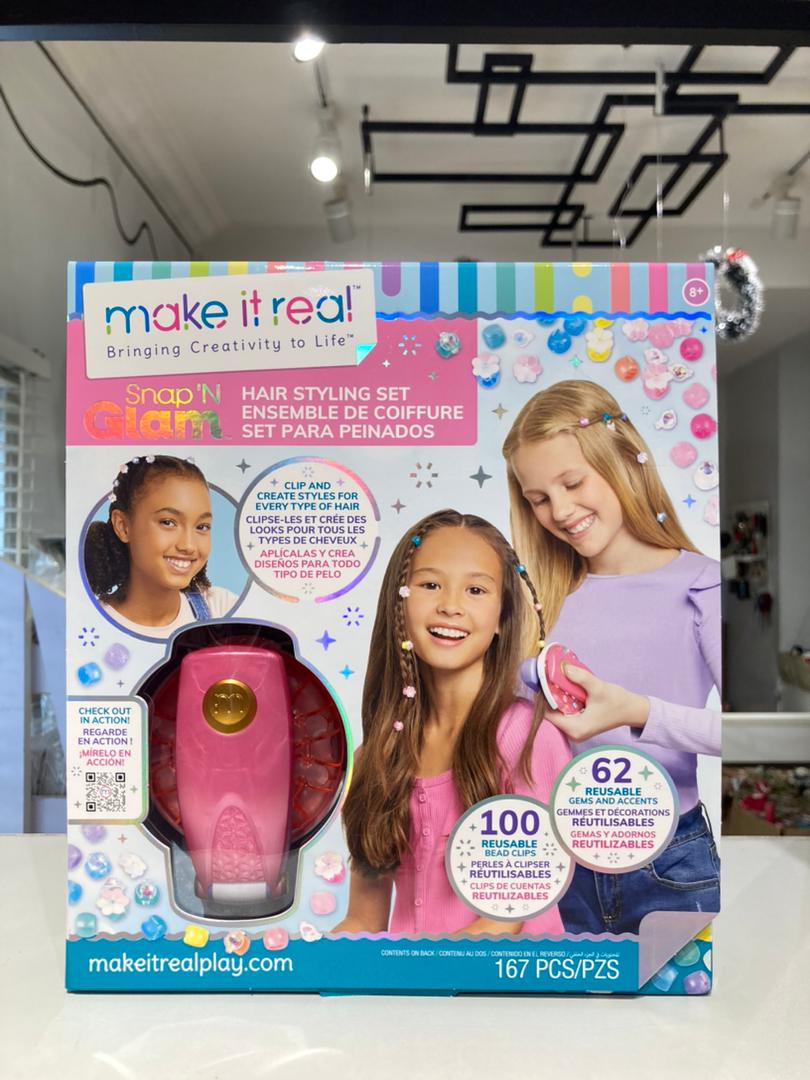 make it real™
Bringing Creativity to Life™
8+
Snap 'N
Glam™
HAIR STYLING SET
ENSEMBLE DE COIFFURE
SET PARA PEINADOS
CLIP AND
CREATE STYLES FOR
EVERY TYPE OF HAIR
CLIPSE-LES ET CRÉE DES
LOOKS POUR TOUS LES
TYPES DE CHEVEUX
APLÍCALAS Y CREA
DISEÑOS PARA TODO
TIPO DE PELO
m
CHECK OUT
IN ACTION!
REGARDE
EN ACTION !
¡MÍRELO EN
ACCIÓN!
62
REUSABLE
GEMS AND ACCENTS
GEMMES ET DÉCORATIONS
RÉUTILISABLES
GEMAS Y ADORNOS
REUTILIZABLES
100
REUSABLE
BEAD CLIPS
PERLES À CLIPSER
RÉUTILISABLES
CLIPS DE CUENTAS
REUTILIZABLES
makeitrealplay.com
CONTENTS ON BACK / CONTENU AU DOS / CONTENIDO EN EL REVERSO /
167 PCS/PZS